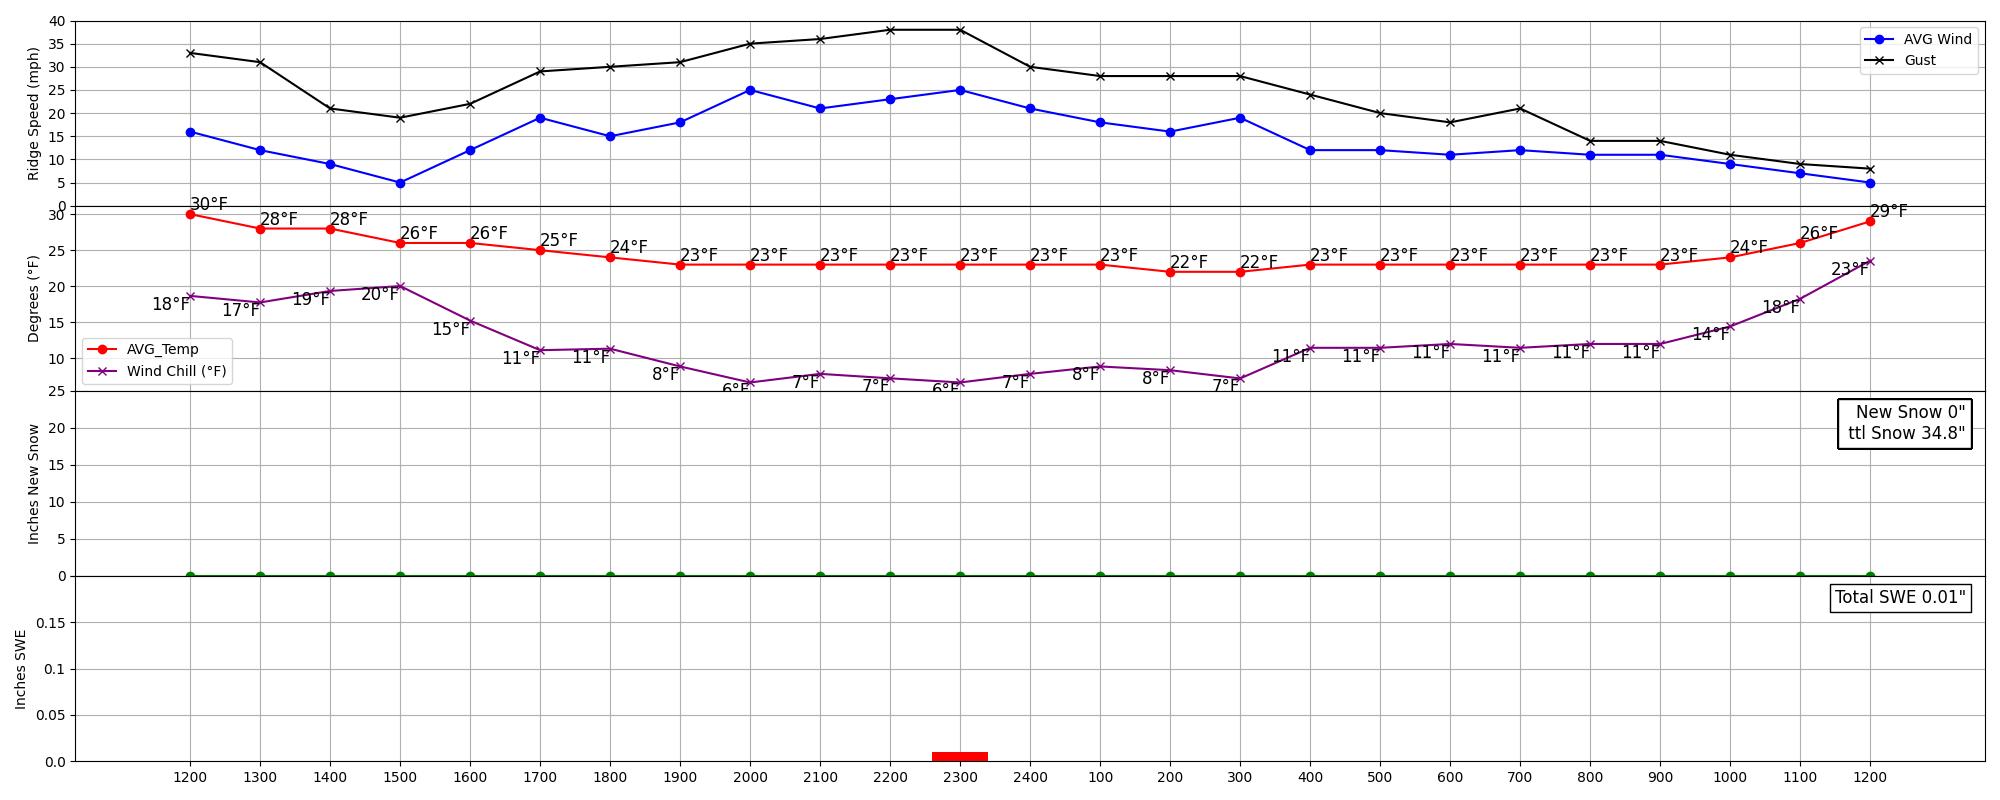 40
35
30
25
20
15
10
5
0
Ridge Speed (mph)
AVG Wind
Gust
30
25
20
15
10
Degrees (°F)
30°F
28°F
28°F
26°F
26°F
25°F
24°F
23°F
23°F
23°F
23°F
23°F
23°F
23°F
22°F
22°F
23°F
23°F
23°F
23°F
23°F
23°F
24°F
26°F
29°F
18°F
17°F
19°F
20°F
15°F
11°F
11°F
8°F
6°F
7°F
7°F
6°F
7°F
8°F
8°F
7°F
11°F
11°F
11°F
11°F
11°F
11°F
14°F
18°F
23°F
AVG_Temp
Wind Chill (°F)
25
20
15
10
5
0
Inches New Snow
New Snow 0"
ttl Snow 34.8"
0.15
0.1
0.05
0.0
Inches SWE
Total SWE 0.01"
1200 1300 1400 1500 1600 1700 1800 1900 2000 2100 2200 2300 2400 100 200 300 400 500 600 700 800 900 1000 1100 1200